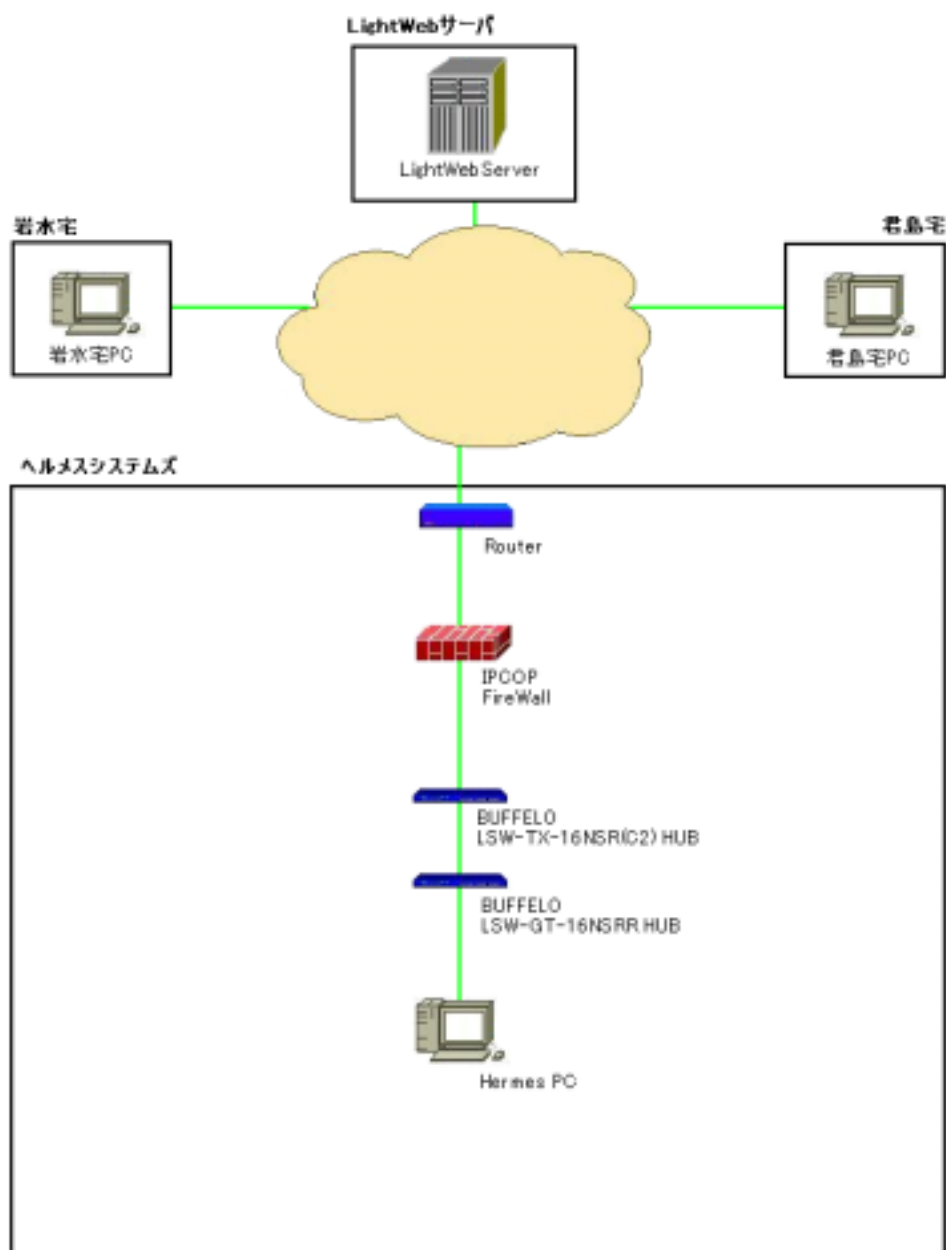 LightWebサーバ
LightWebServer
岩水宅
君島宅
岩水宅PC
君島宅PC
ヘルメスシステムズ
Router
IPCOP
FireWall
BUFFELO
LSW-TX-16NSR(C2) HUB
BUFFELO
LSW-GT-16NSRR HUB
Hermes PC